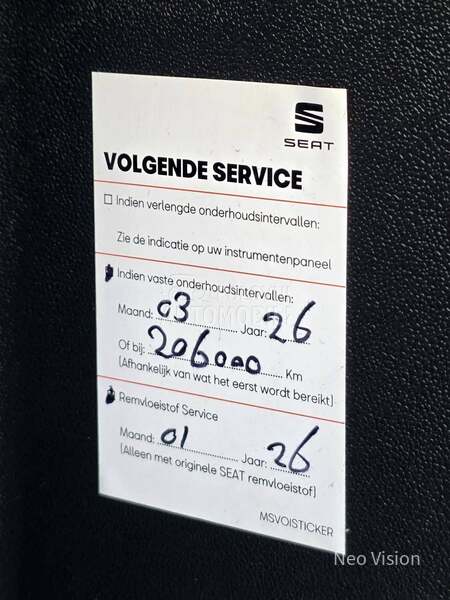 SEAT
VOLGENDE SERVICE
☐ Indien verlengde onderhoudsintervallen:
Zie de indicatie op uw instrumentenpaneel
Indien vaste onderhoudsintervallen:
Maand: 03 Jaar: 26
Of bij: 206000 Km
(Afhankelijk van wat het eerst wordt bereikt)
Remvloeistof Service
Maand: 01 Jaar: 26
(Alleen met originele SEAT remvloeistof)
MSVOISTICKER
Neo Vision